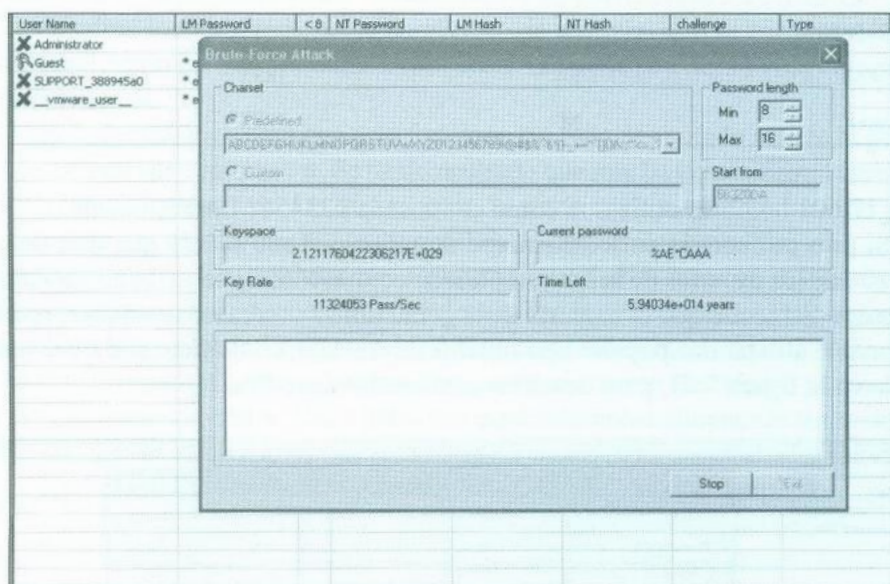 User Name LM Password < 8 NT Password LM Hash NT Hash challenge Type
Administrator
Guest * e
SUPPORT_388945a0 * e
__vmware_user__ * e
Brute-Force Attack
Charset
Predefined
Custom
Password length
Min 8
Max 16
Start from
Keyspace
2.1211760422306217E+029
Current password
%AE*CAAA
Key Rate
11324053 Pass/Sec
Time Left
5.94034e+014 years
Stop Exit